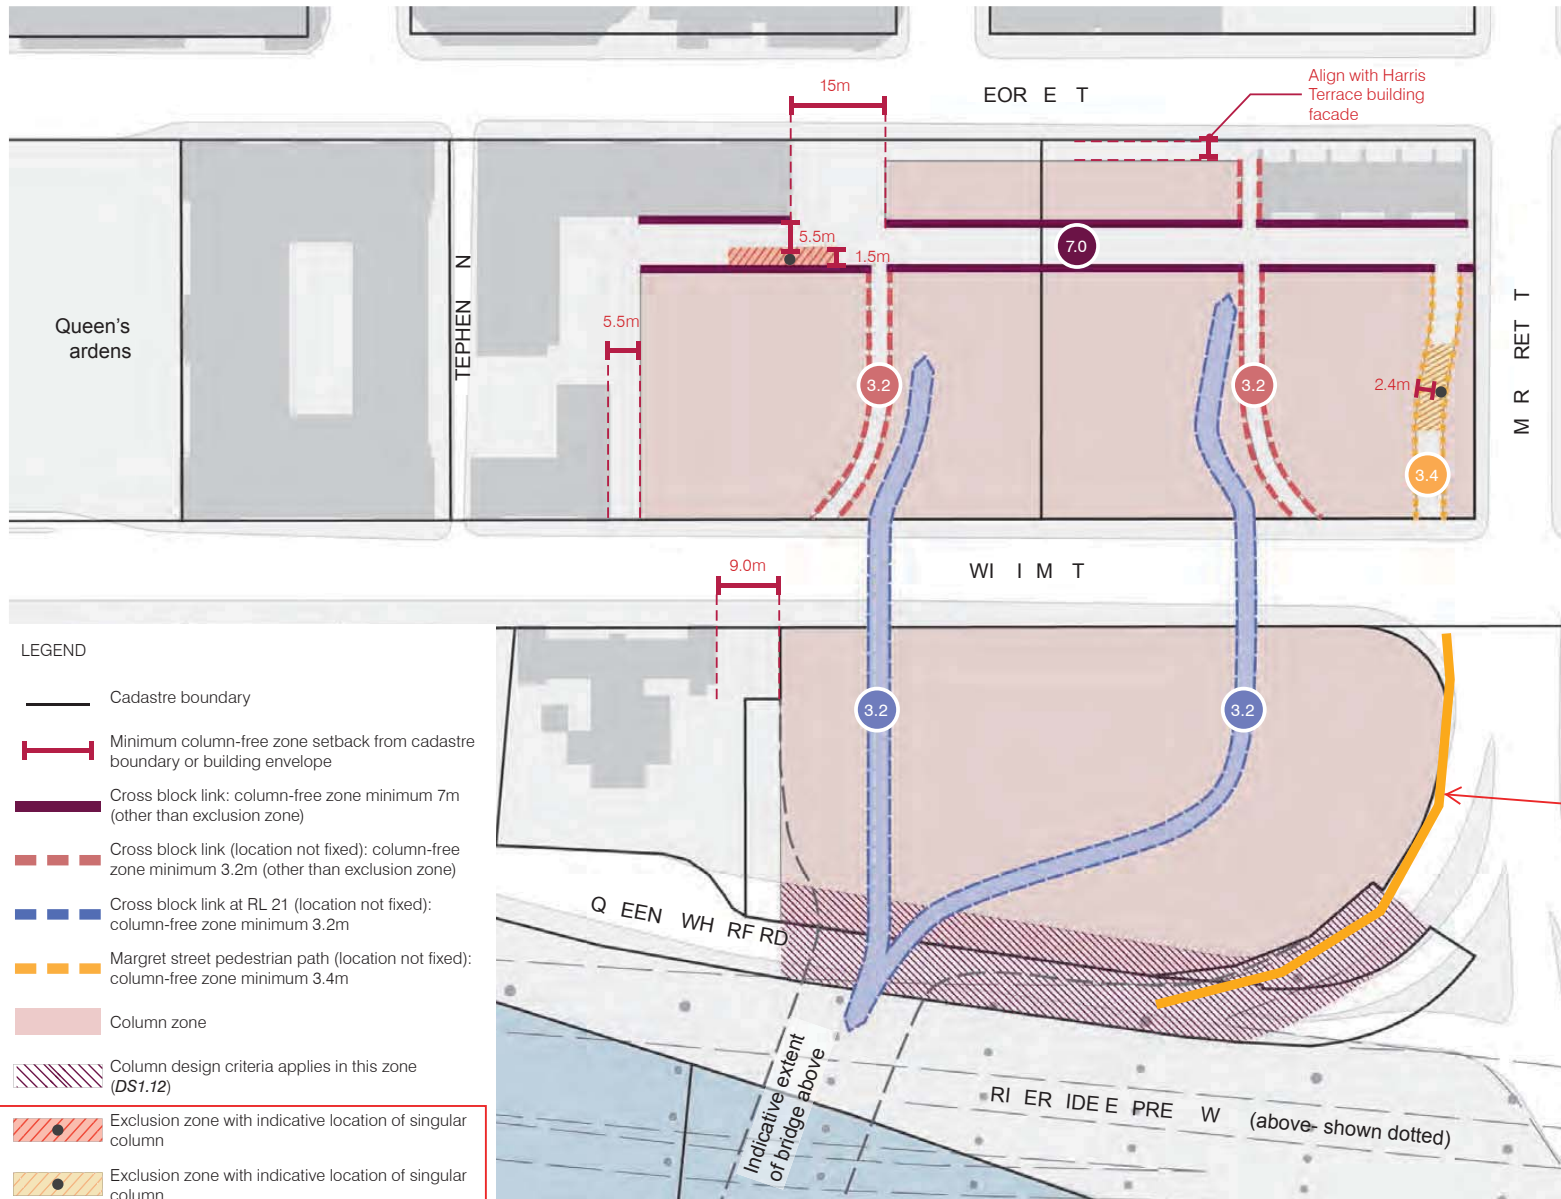 15m
EOR E T
Align with Harris
Terrace building
facade
5.5m
1.5m
7.0
TEPHEN N
Queen's
ardens
5.5m
3.2
3.2
2.4m
3.4
M R RET T
9.0m
WI I M T
3.2
3.2
LEGEND
Cadastre boundary
Minimum column-free zone setback from cadastre
boundary or building envelope
Cross block link: column-free zone minimum 7m
(other than exclusion zone)
Cross block link (location not fixed): column-free
zone minimum 3.2m (other than exclusion zone)
Cross block link at RL 21 (location not fixed):
column-free zone minimum 3.2m
Margret street pedestrian path (location not fixed):
column-free zone minimum 3.4m
Column zone
Column design criteria applies in this zone
(DS1.12)
Exclusion zone with indicative location of singular
column
Exclusion zone with indicative location of singular
column
Q EEN WH RF RD
Indicative extent
of bridge above
RI ER IDE E PRE W (above- shown dotted)